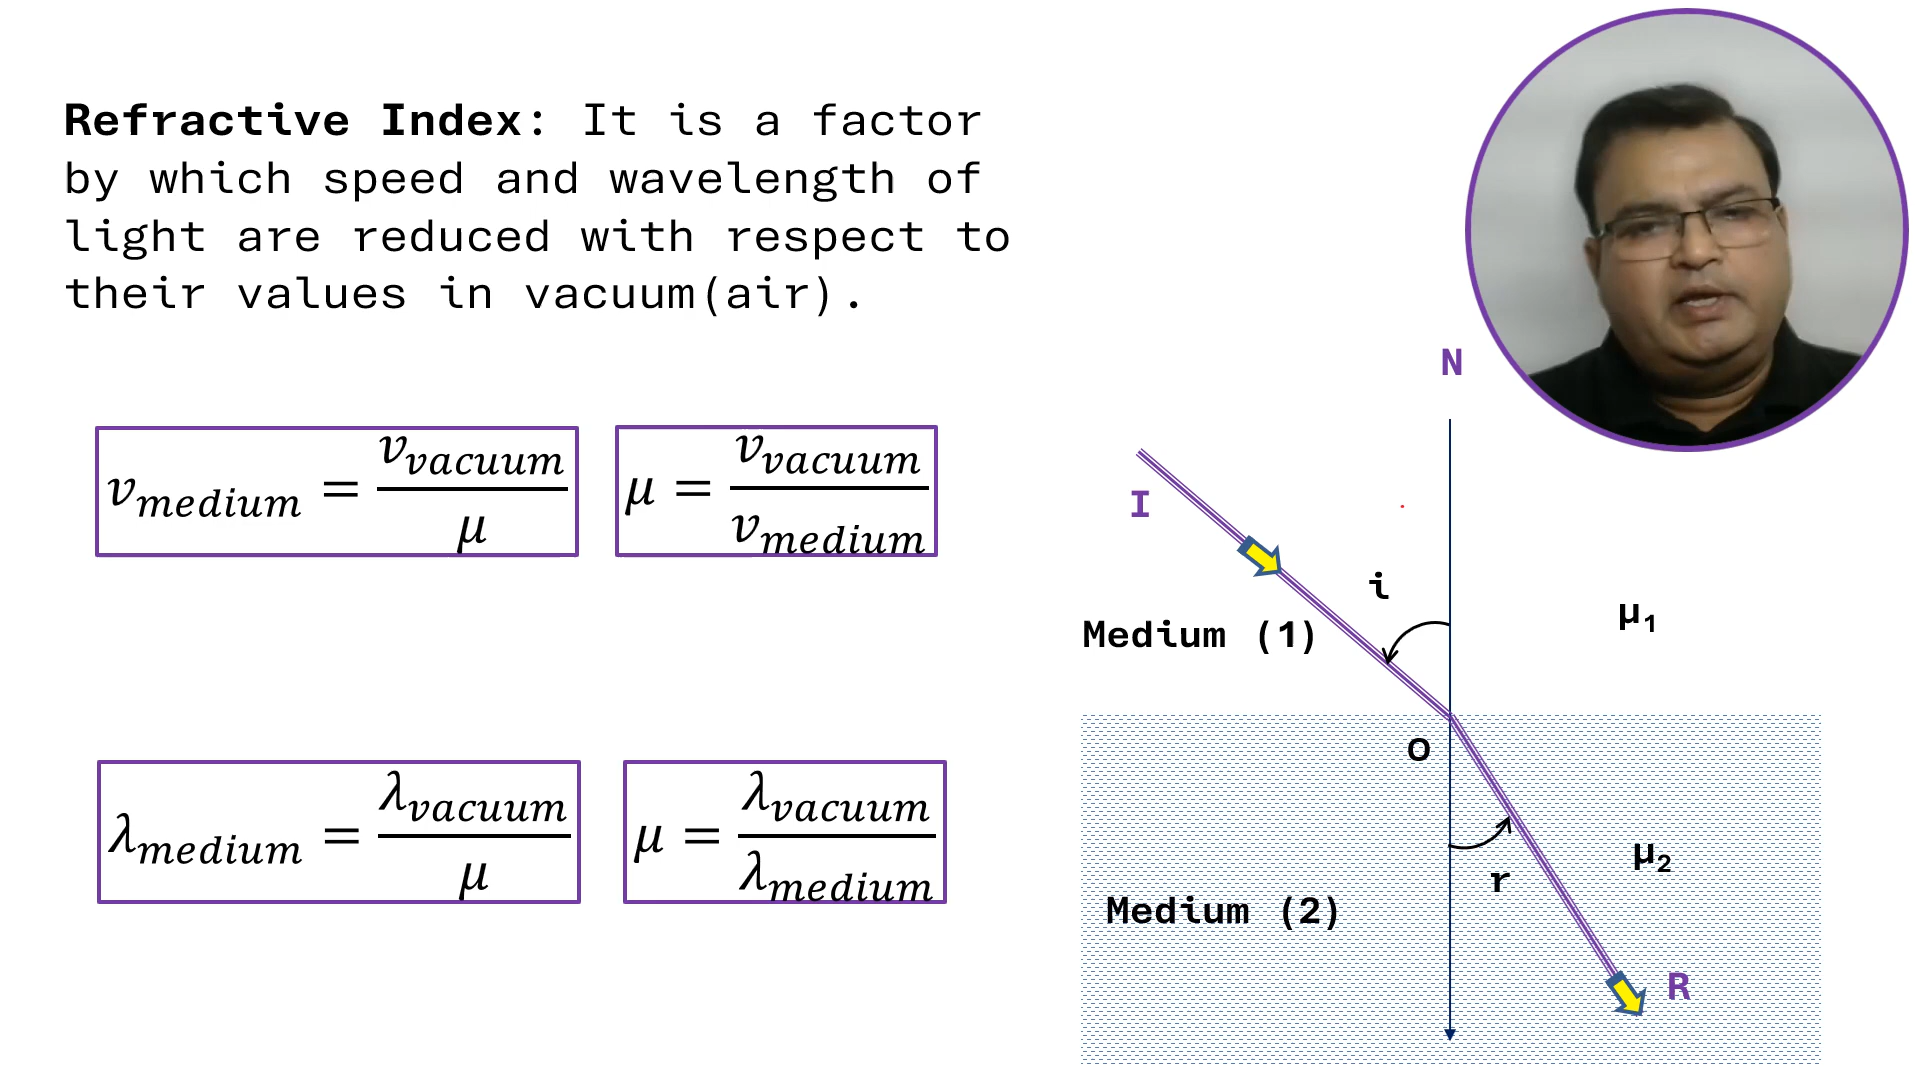 Refractive Index: It is a factor
by which speed and wavelength of
light are reduced with respect to
their values in vacuum(air).
v_medium = v_vacuum / μ
μ = v_vacuum / v_medium
λ_medium = λ_vacuum / μ
μ = λ_vacuum / λ_medium
N
I
i
Medium (1)
μ₁
O
μ₂
r
Medium (2)
R